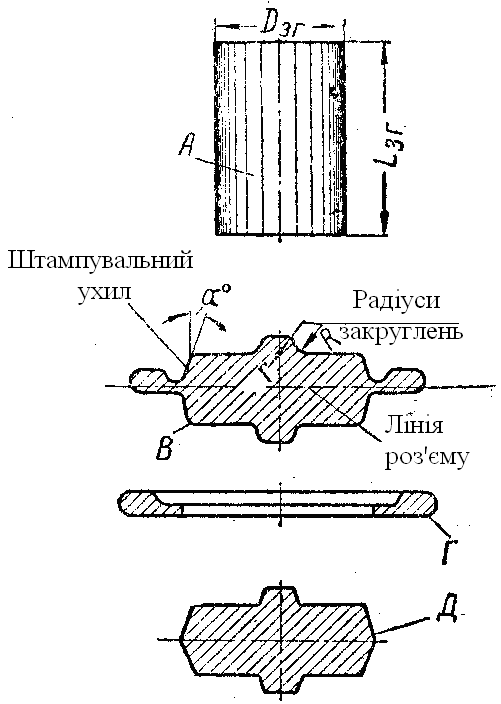 Dзг
Lзг
А
Штампувальний
ухил
α°
Радіуси
закруглень
r
R
Лінія
роз'єму
В
Г
Д